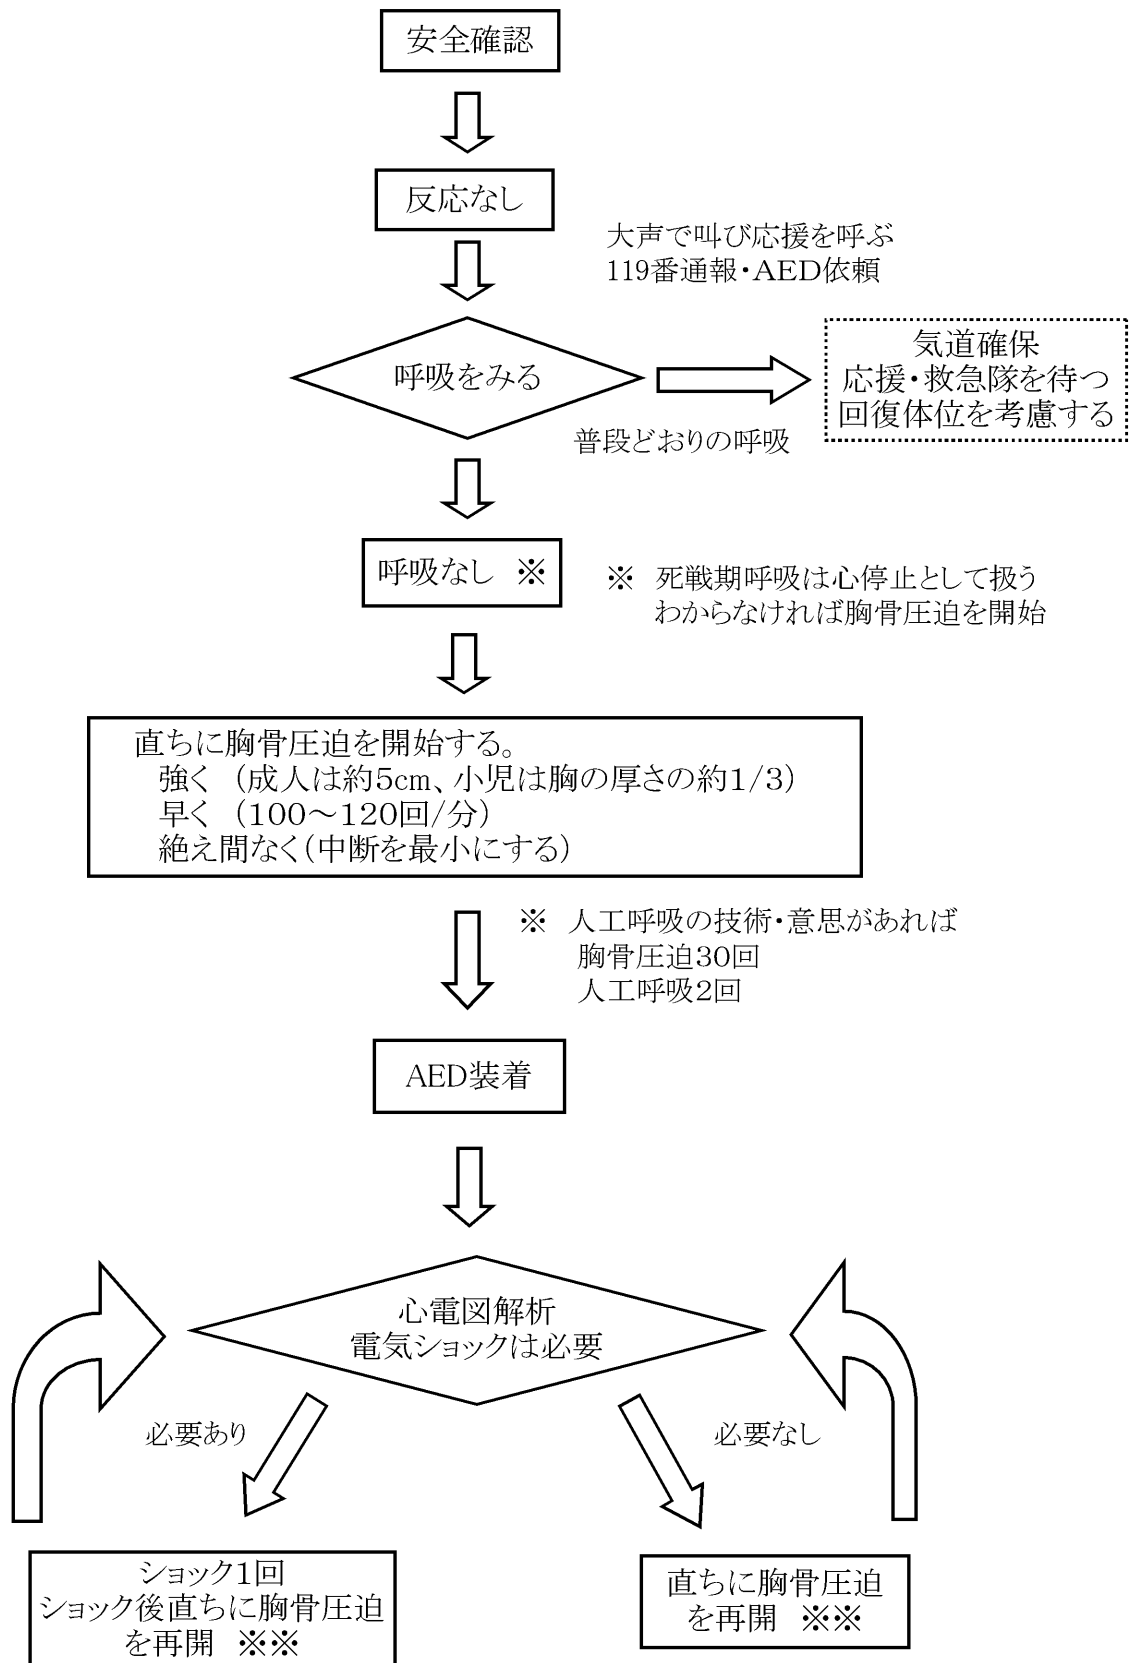 安全確認
反応なし
大声で叫び応援を呼ぶ
119番通報・AED依頼
呼吸をみる
気道確保
応援・救急隊を待つ
回復体位を考慮する
普段どおりの呼吸
呼吸なし ※
※ 死戦期呼吸は心停止として扱う
わからなければ胸骨圧迫を開始
直ちに胸骨圧迫を開始する。
強く (成人は約5cm、小児は胸の厚さの約1/3)
早く (100~120回/分)
絶え間なく(中断を最小にする)
※ 人工呼吸の技術・意思があれば
胸骨圧迫30回
人工呼吸2回
AED装着
心電図解析
電気ショックは必要
必要あり
必要なし
ショック1回
ショック後直ちに胸骨圧迫
を再開 ※※
直ちに胸骨圧迫
を再開 ※※